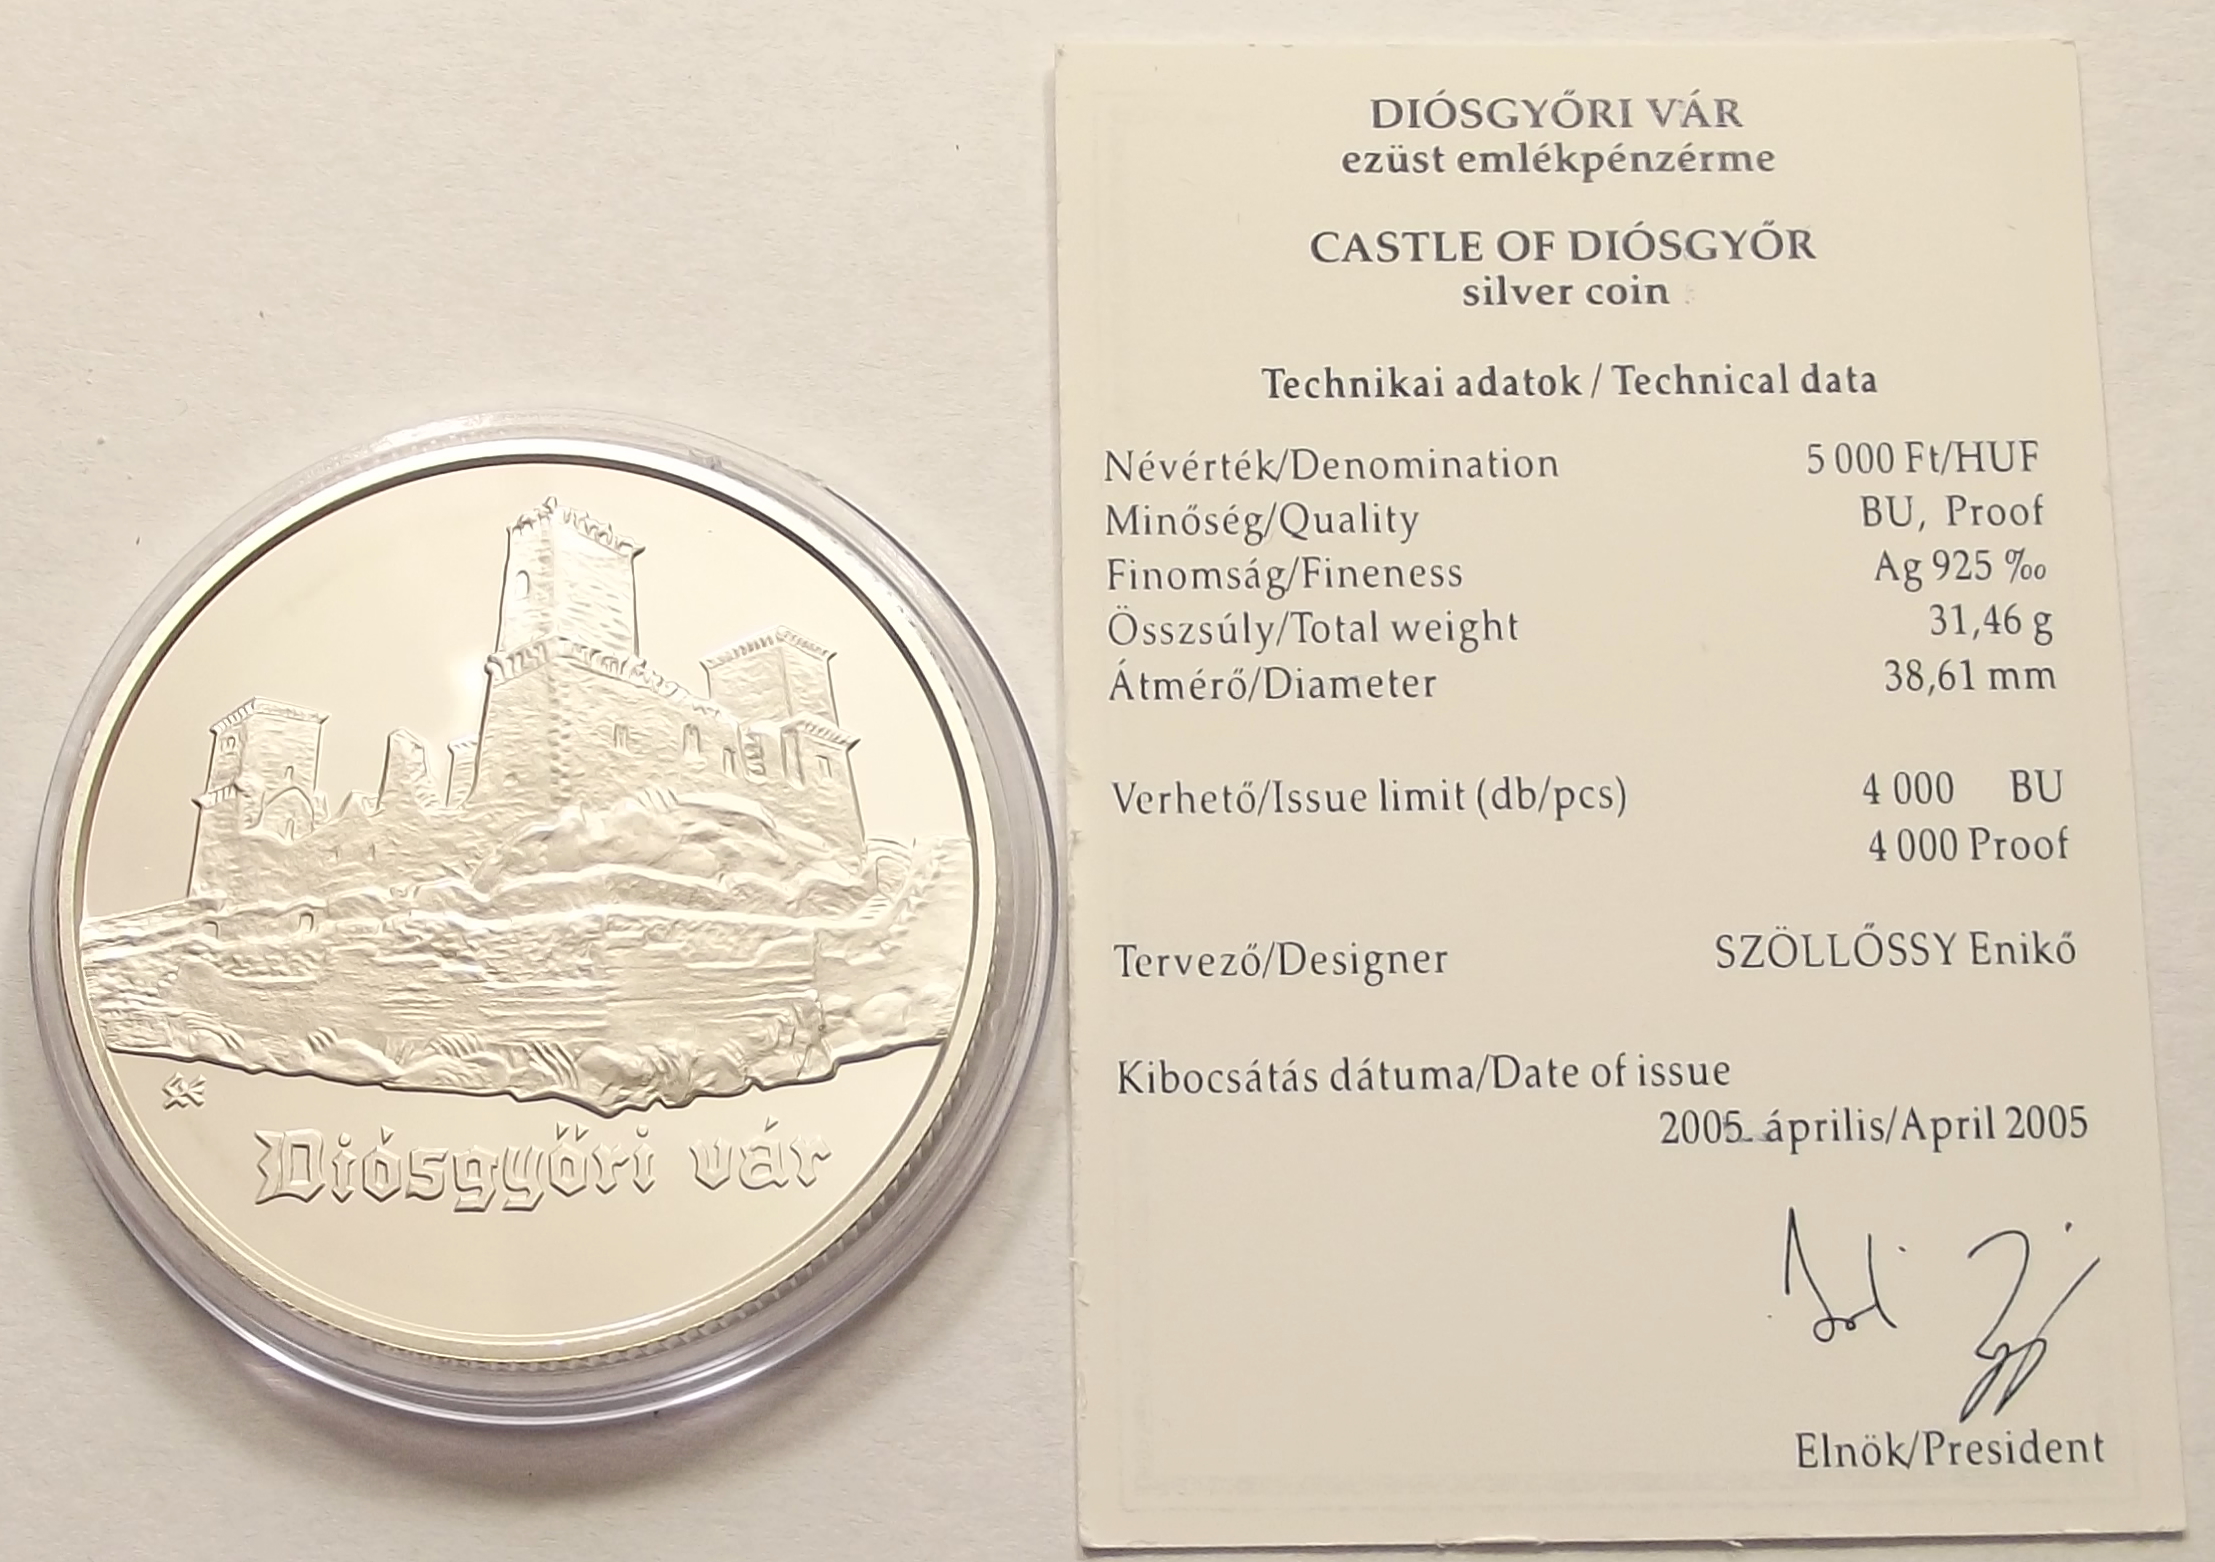 Diósgyőri vár
DIÓSGYŐRI VÁR
ezüst emlékpénzérme
CASTLE OF DIÓSGYŐR
silver coin
Technikai adatok / Technical data
Névérték/Denomination 5 000 Ft/HUF
Minőség/Quality BU, Proof
Finomság/Fineness Ag 925 ‰
Összsúly/Total weight 31,46 g
Átmérő/Diameter 38,61 mm
Verhető/Issue limit (db/pcs) 4 000 BU
4 000 Proof
Tervező/Designer SZÖLLŐSSY Enikő
Kibocsátás dátuma/Date of issue
2005. április/April 2005
Elnök/President